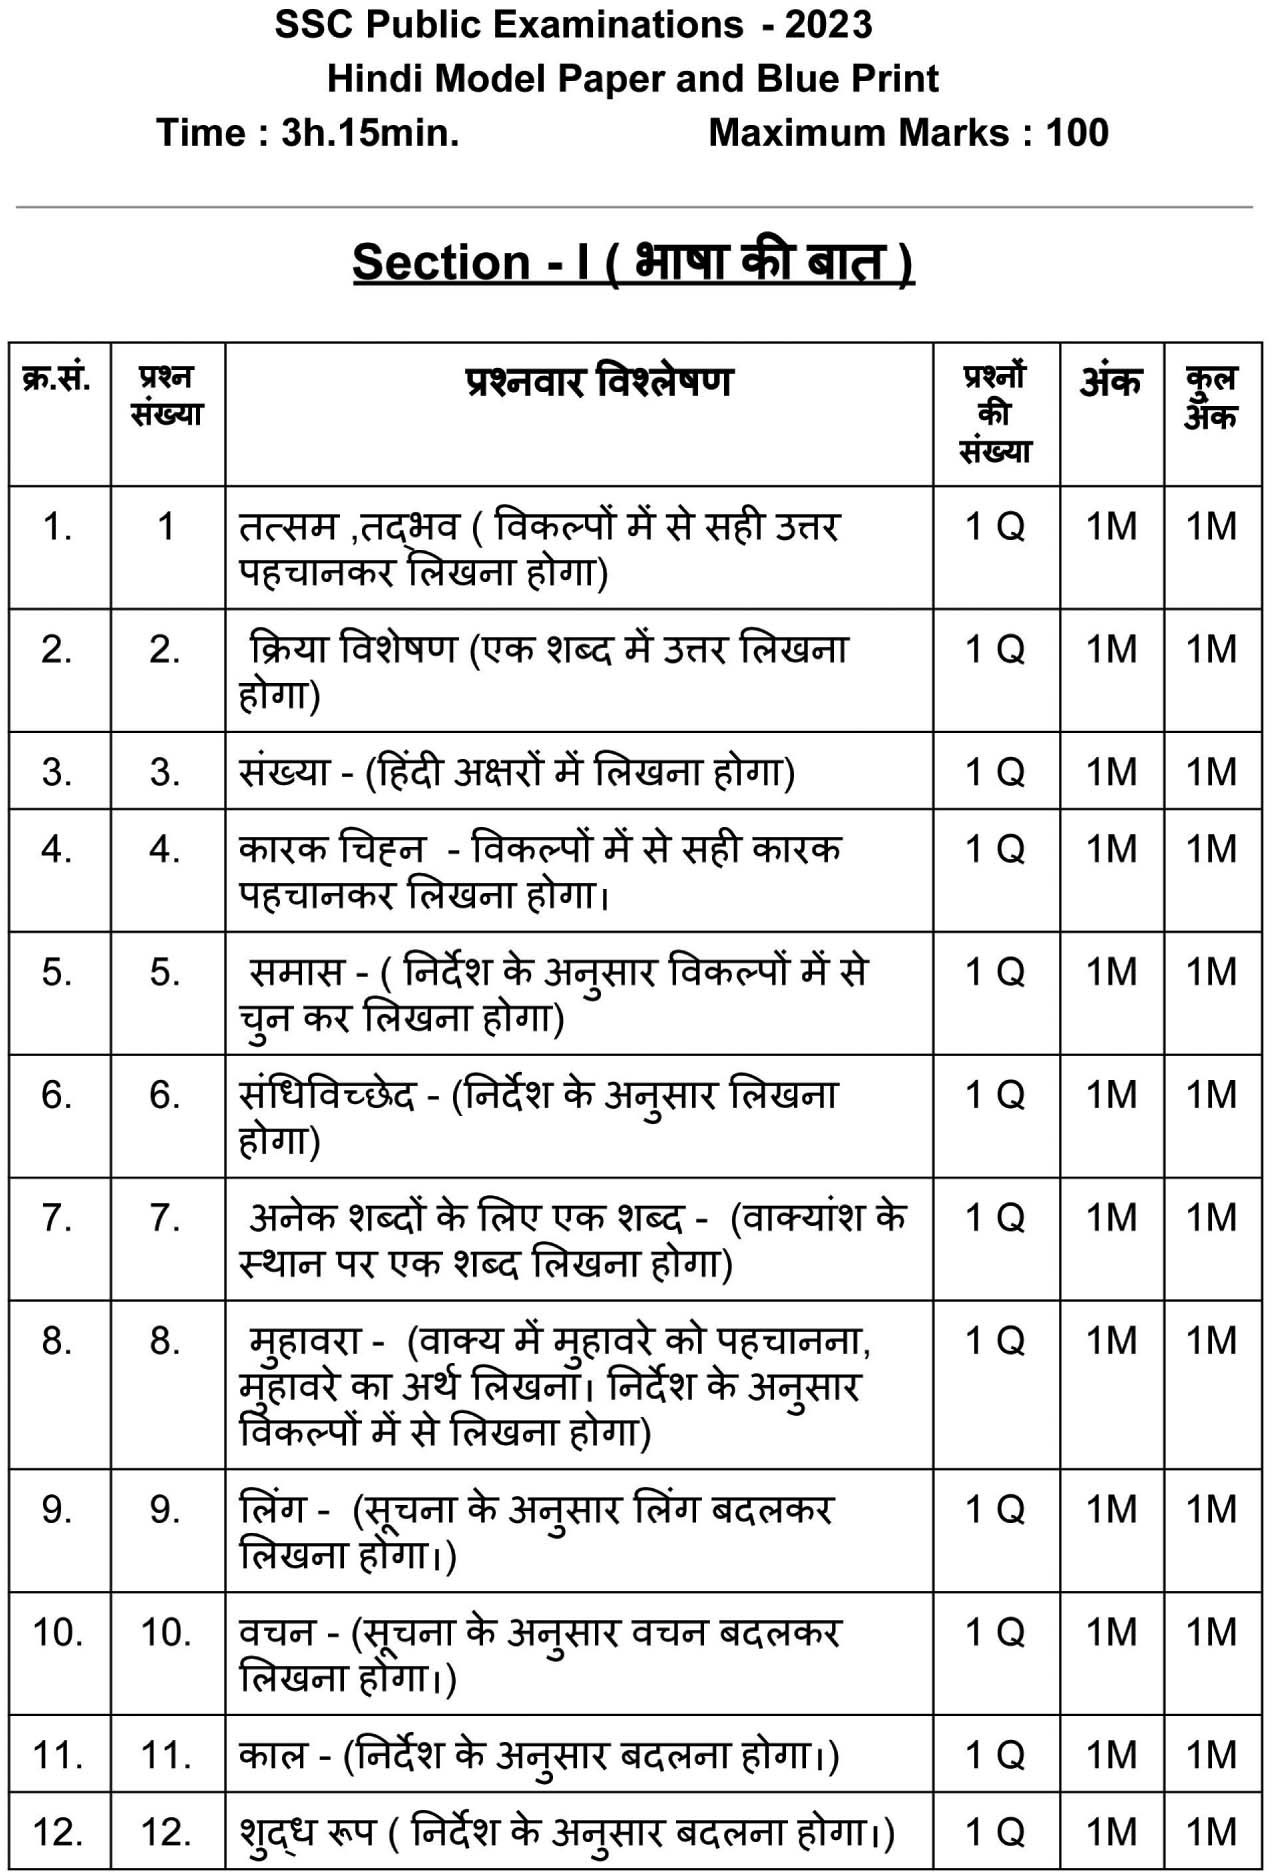 SSC Public Examinations - 2023
Hindi Model Paper and Blue Print
Time : 3h.15min. Maximum Marks : 100
Section - I ( भाषा की बात )
क्र.सं. प्रश्न संख्या प्रश्नवार विश्लेषण प्रश्नों की संख्या अंक कुल अंक
1. 1 तत्सम ,तद्भव ( विकल्पों में से सही उत्तर 1 Q 1M 1M
पहचानकर लिखना होगा)
2. 2. क्रिया विशेषण (एक शब्द में उत्तर लिखना 1 Q 1M 1M
होगा)
3. 3. संख्या - (हिंदी अक्षरों में लिखना होगा) 1 Q 1M 1M
4. 4. कारक चिह्न - विकल्पों में से सही कारक 1 Q 1M 1M
पहचानकर लिखना होगा।
5. 5. समास - ( निर्देश के अनुसार विकल्पों में से 1 Q 1M 1M
चुन कर लिखना होगा)
6. 6. संधिविच्छेद - (निर्देश के अनुसार लिखना 1 Q 1M 1M
होगा)
7. 7. अनेक शब्दों के लिए एक शब्द - (वाक्यांश के 1 Q 1M 1M
स्थान पर एक शब्द लिखना होगा)
8. 8. मुहावरा - (वाक्य में मुहावरे को पहचानना, 1 Q 1M 1M
मुहावरे का अर्थ लिखना। निर्देश के अनुसार
विकल्पों में से लिखना होगा)
9. 9. लिंग - (सूचना के अनुसार लिंग बदलकर 1 Q 1M 1M
लिखना होगा।)
10. 10. वचन - (सूचना के अनुसार वचन बदलकर 1 Q 1M 1M
लिखना होगा।)
11. 11. काल - (निर्देश के अनुसार बदलना होगा।) 1 Q 1M 1M
12. 12. शुद्ध रूप ( निर्देश के अनुसार बदलना होगा।) 1 Q 1M 1M